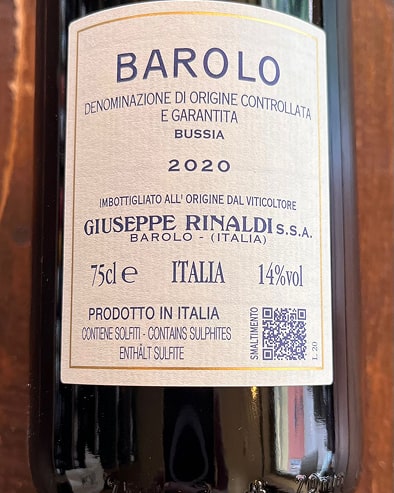 BAROLO
DENOMINAZIONE DI ORIGINE CONTROLLATA
E GARANTITA
BUSSIA
2020
IMBOTTIGLIATO ALL' ORIGINE DAL VITICOLTORE
GIUSEPPE RINALDI S.S.A.
BAROLO - (ITALIA)
75cl e ITALIA 14%vol
PRODOTTO IN ITALIA
CONTIENE SOLFITI - CONTAINS SULPHITES
ENTHÄLT SULFITE
SMALTIMENTO
L 20